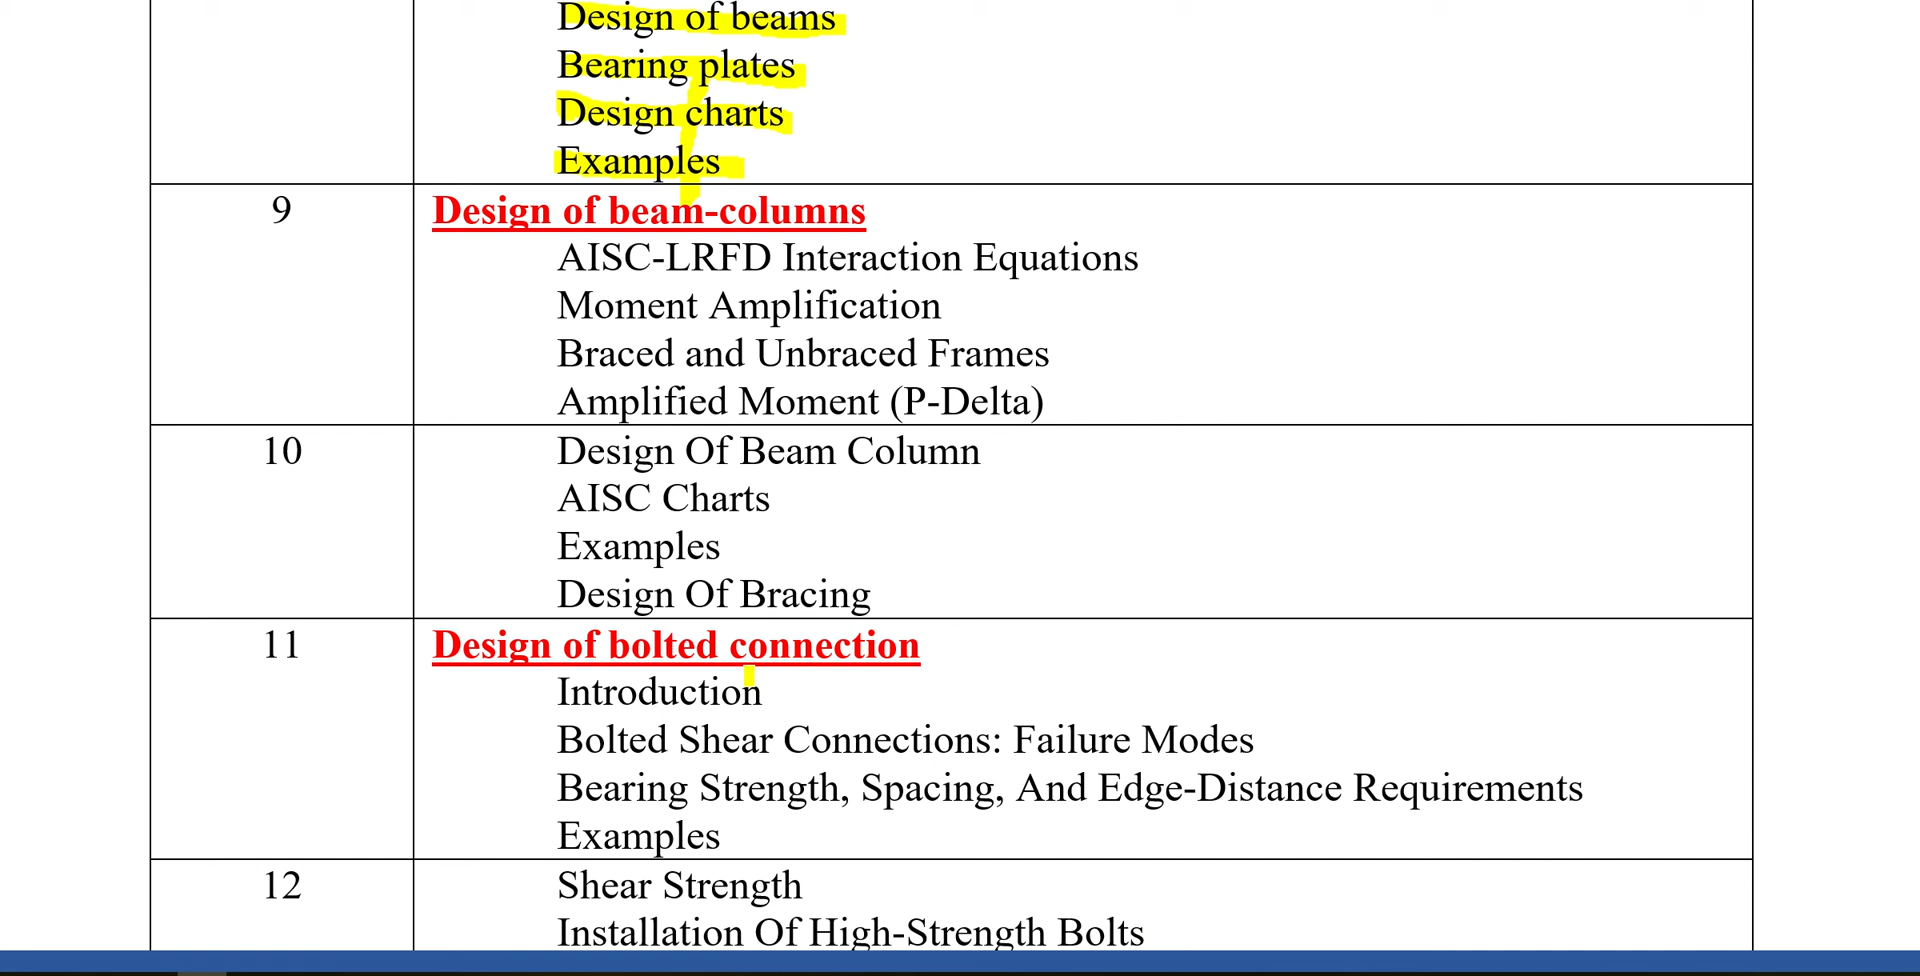 Design of beams
Bearing plates
Design charts
Examples
9
Design of beam-columns
AISC-LRFD Interaction Equations
Moment Amplification
Braced and Unbraced Frames
Amplified Moment (P-Delta)
10
Design Of Beam Column
AISC Charts
Examples
Design Of Bracing
11
Design of bolted connection
Introduction
Bolted Shear Connections: Failure Modes
Bearing Strength, Spacing, And Edge-Distance Requirements
Examples
12
Shear Strength
Installation Of High-Strength Bolts